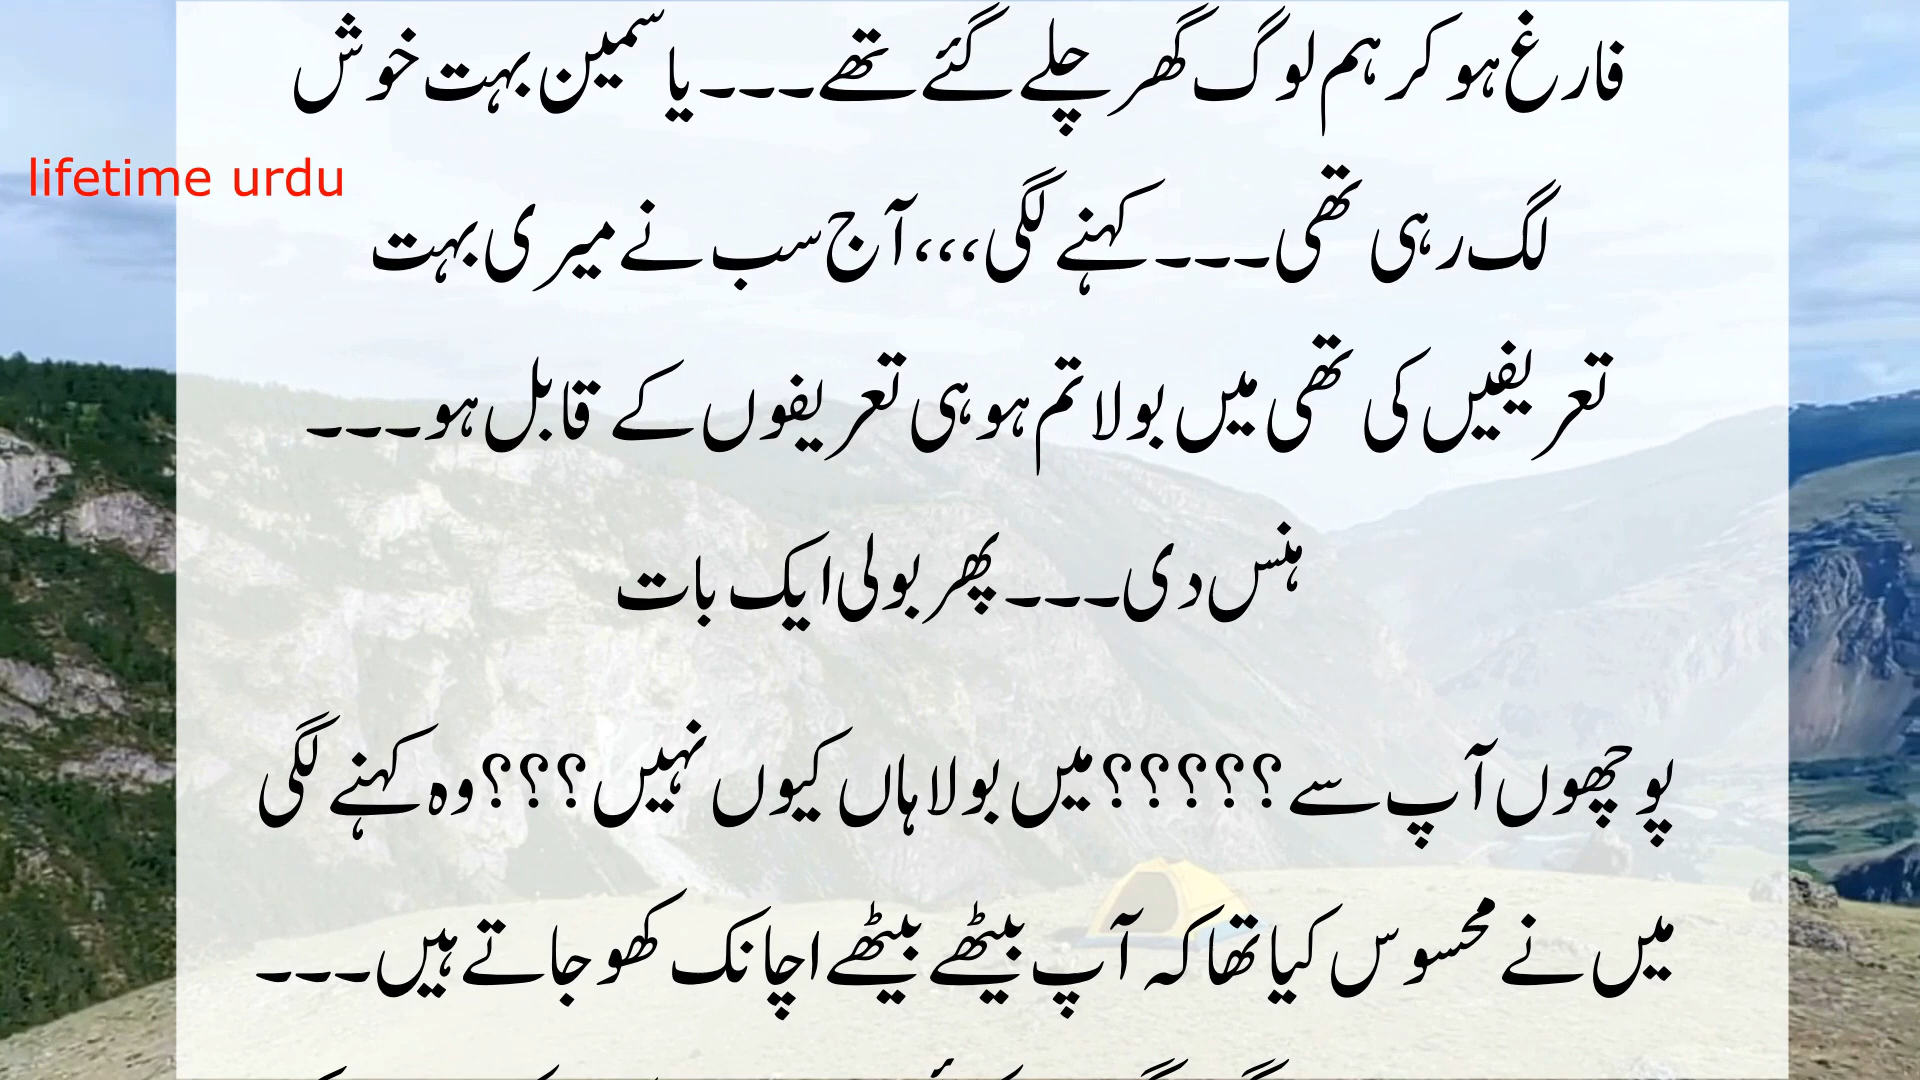 فارغ ہو کر ہم لوگ گھر چلے گئے تھے۔۔۔یاسمین بہت خوش
lifetime urdu
لگ رہی تھی۔۔۔کہنے لگی،،،آج سب نے میری بہت
تعریفیں کی تھی میں بولا تم ہو ہی تعریفوں کے قابل ہو۔۔۔
ہنس دی۔۔۔پھر بولی ایک بات
پوچھوں آپ سے؟؟؟؟؟میں بولا ہاں کیوں نہیں؟؟؟وہ کہنے لگی
میں نے محسوس کیا تھا کہ آپ بیٹھے بیٹھے اچانک کھو جاتے ہیں۔۔۔